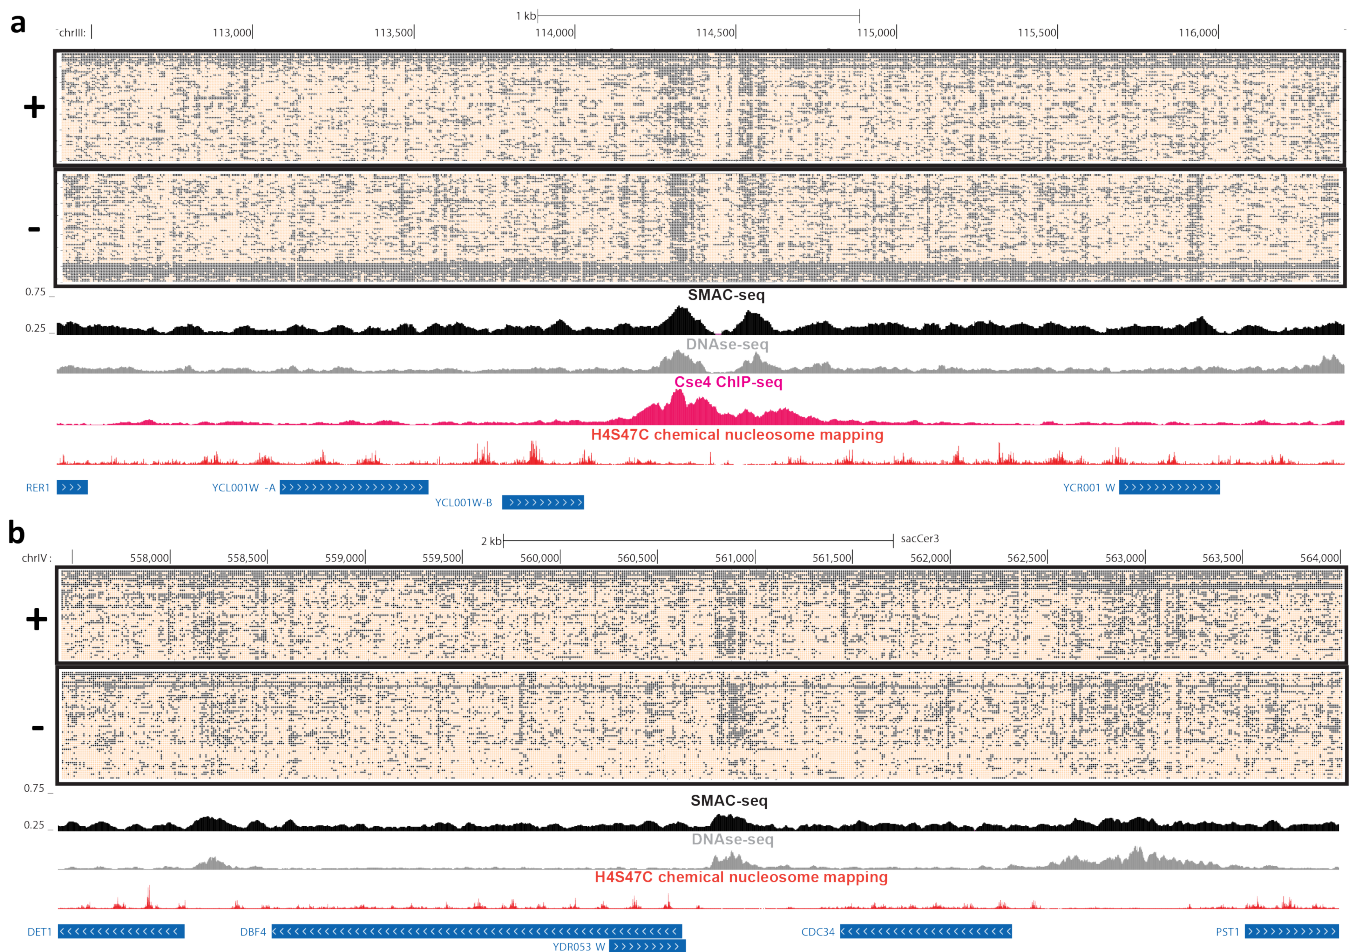 a
1 kb
chrIII: 113,000 113,500 114,000 114,500 115,000 115,500 116,000
+
-
0.75
SMAC-seq
0.25
DNAse-seq
Cse4 ChIP-seq
H4S47C chemical nucleosome mapping
RER1 YCL001W -A YCR001 W
YCL001W-B
b
2 kb sacCer3
chrIV: 558,000 558,500 559,000 559,500 560,000 560,500 561,000 561,500 562,000 562,500 563,000 563,500 564,000
+
-
0.75
SMAC-seq
0.25
DNAse-seq
H4S47C chemical nucleosome mapping
DET1 DBF4 CDC34 PST1
YDR053 W